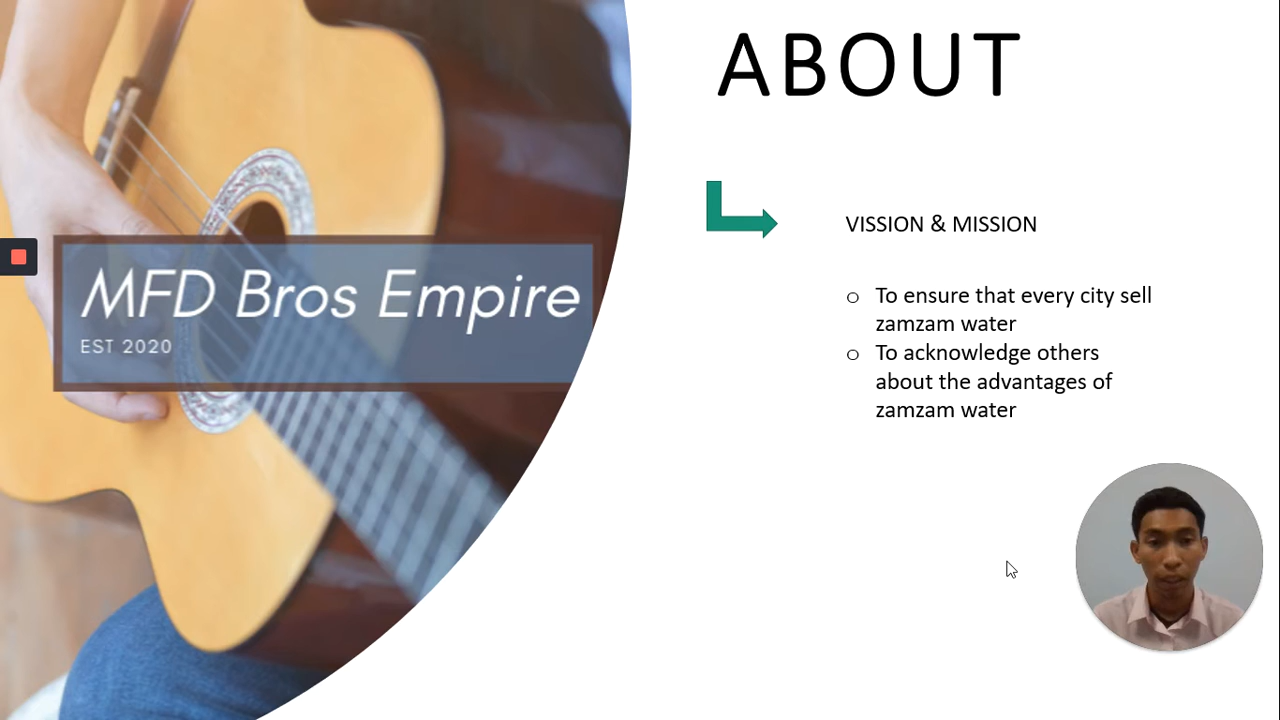 ABOUT
MFD Bros Empire
EST 2020
VISSION & MISSION
o To ensure that every city sell
zamzam water
o To acknowledge others
about the advantages of
zamzam water